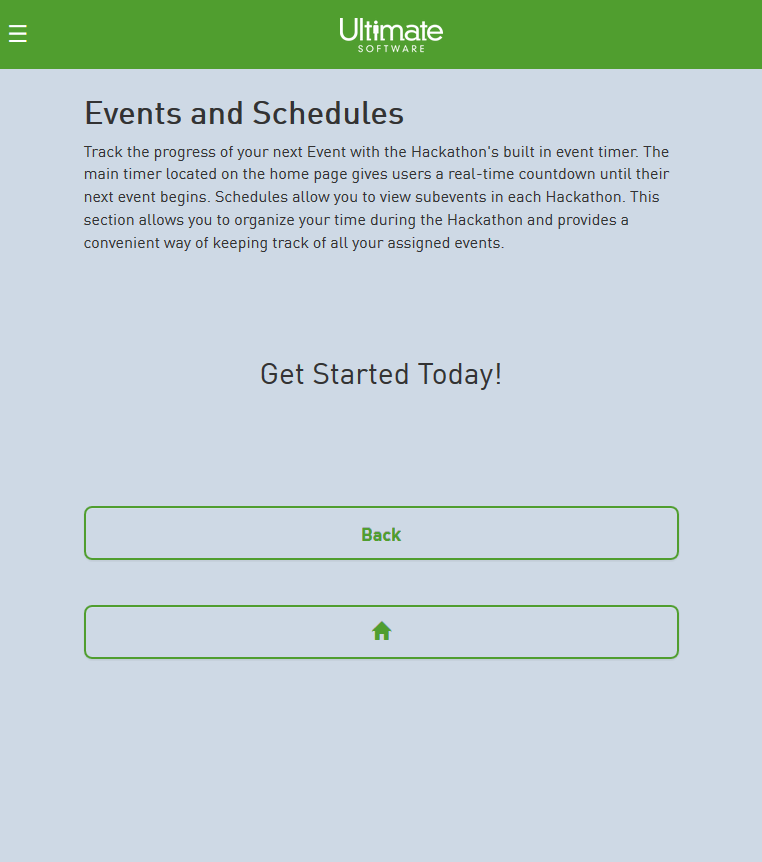 Ultimate
SOFTWARE
Events and Schedules
Track the progress of your next Event with the Hackathon's built in event timer. The
main timer located on the home page gives users a real-time countdown until their
next event begins. Schedules allow you to view subevents in each Hackathon. This
section allows you to organize your time during the Hackathon and provides a
convenient way of keeping track of all your assigned events.
Get Started Today!
Back